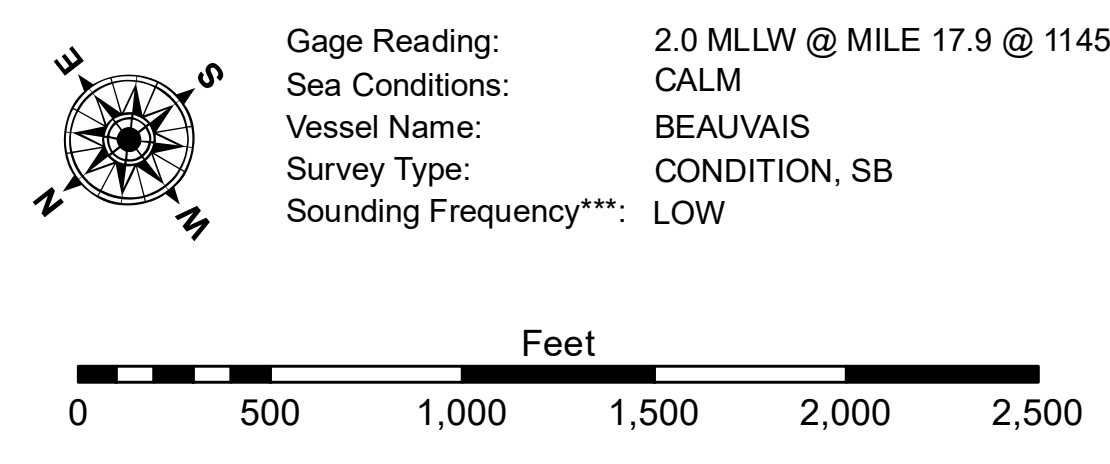 E
S
N
W
Gage Reading: 2.0 MLLW @ MILE 17.9 @ 1145
Sea Conditions: CALM
Vessel Name: BEAUVAIS
Survey Type: CONDITION, SB
Sounding Frequency***: LOW
Feet
0 500 1,000 1,500 2,000 2,500